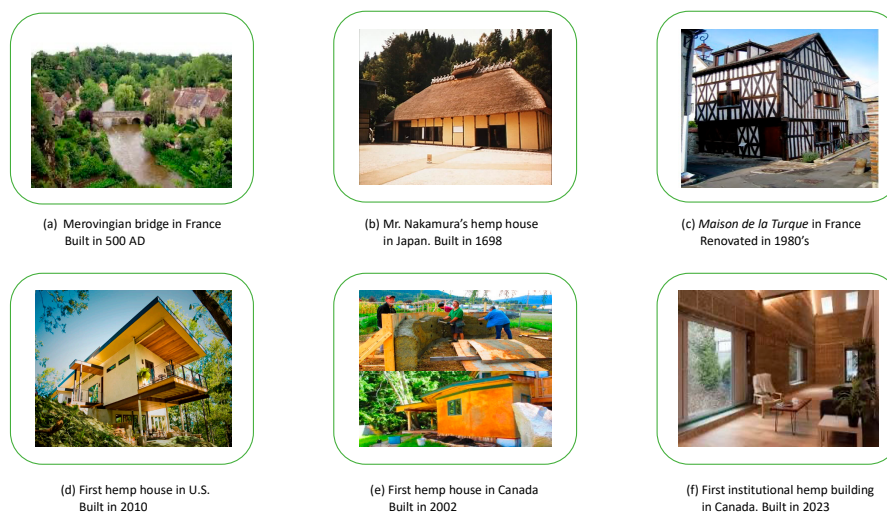 (a) Merovingian bridge in France
Built in 500 AD
(b) Mr. Nakamura's hemp house
in Japan. Built in 1698
(c) Maison de la Turque in France
Renovated in 1980's
(d) First hemp house in U.S.
Built in 2010
(e) First hemp house in Canada
Built in 2002
(f) First institutional hemp building
in Canada. Built in 2023